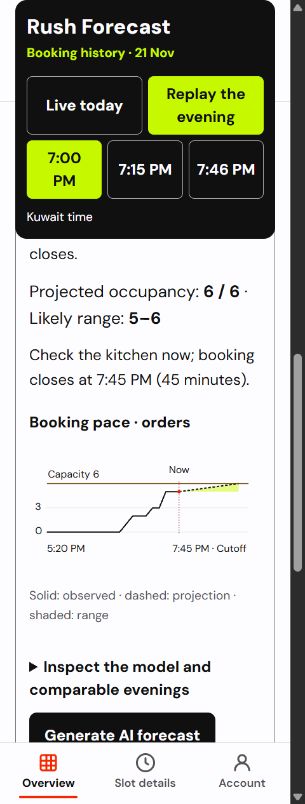 Rush Forecast
Booking history · 21 Nov
Live today
Replay the
evening
7:00
PM
7:15 PM
7:46 PM
Kuwait time
closes.
Projected occupancy: 6 / 6 ·
Likely range: 5–6
Check the kitchen now; booking
closes at 7:45 PM (45 minutes).
Booking pace · orders
Capacity 6
Now
3
0
5:20 PM
7:45 PM · Cutoff
Solid: observed · dashed: projection ·
shaded: range
▶ Inspect the model and
comparable evenings
Generate AI forecast
Overview
Slot details
Account